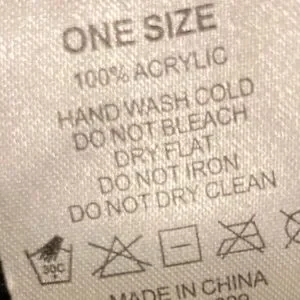 ONE SIZE
100% ACRYLIC
HAND WASH COLD
DO NOT BLEACH
DRY FLAT
DO NOT IRON
DO NOT DRY CLEAN
30C
MADE IN CHINA